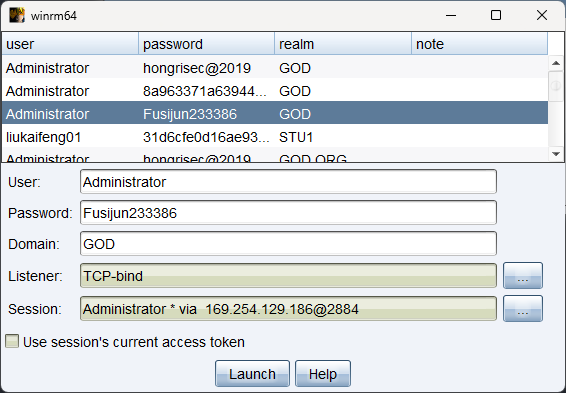 winrm64
user password realm note
Administrator hongrisec@2019 GOD
Administrator 8a963371a63944... GOD
Administrator Fusijun233386 GOD
liukaifeng01 31d6cfe0d16ae93... STU1
Administrator hongrisec@2019 GOD.ORG
User: Administrator
Password: Fusijun233386
Domain: GOD
Listener: TCP-bind ...
Session: Administrator * via 169.254.129.186@2884 ...
Use session's current access token
Launch Help